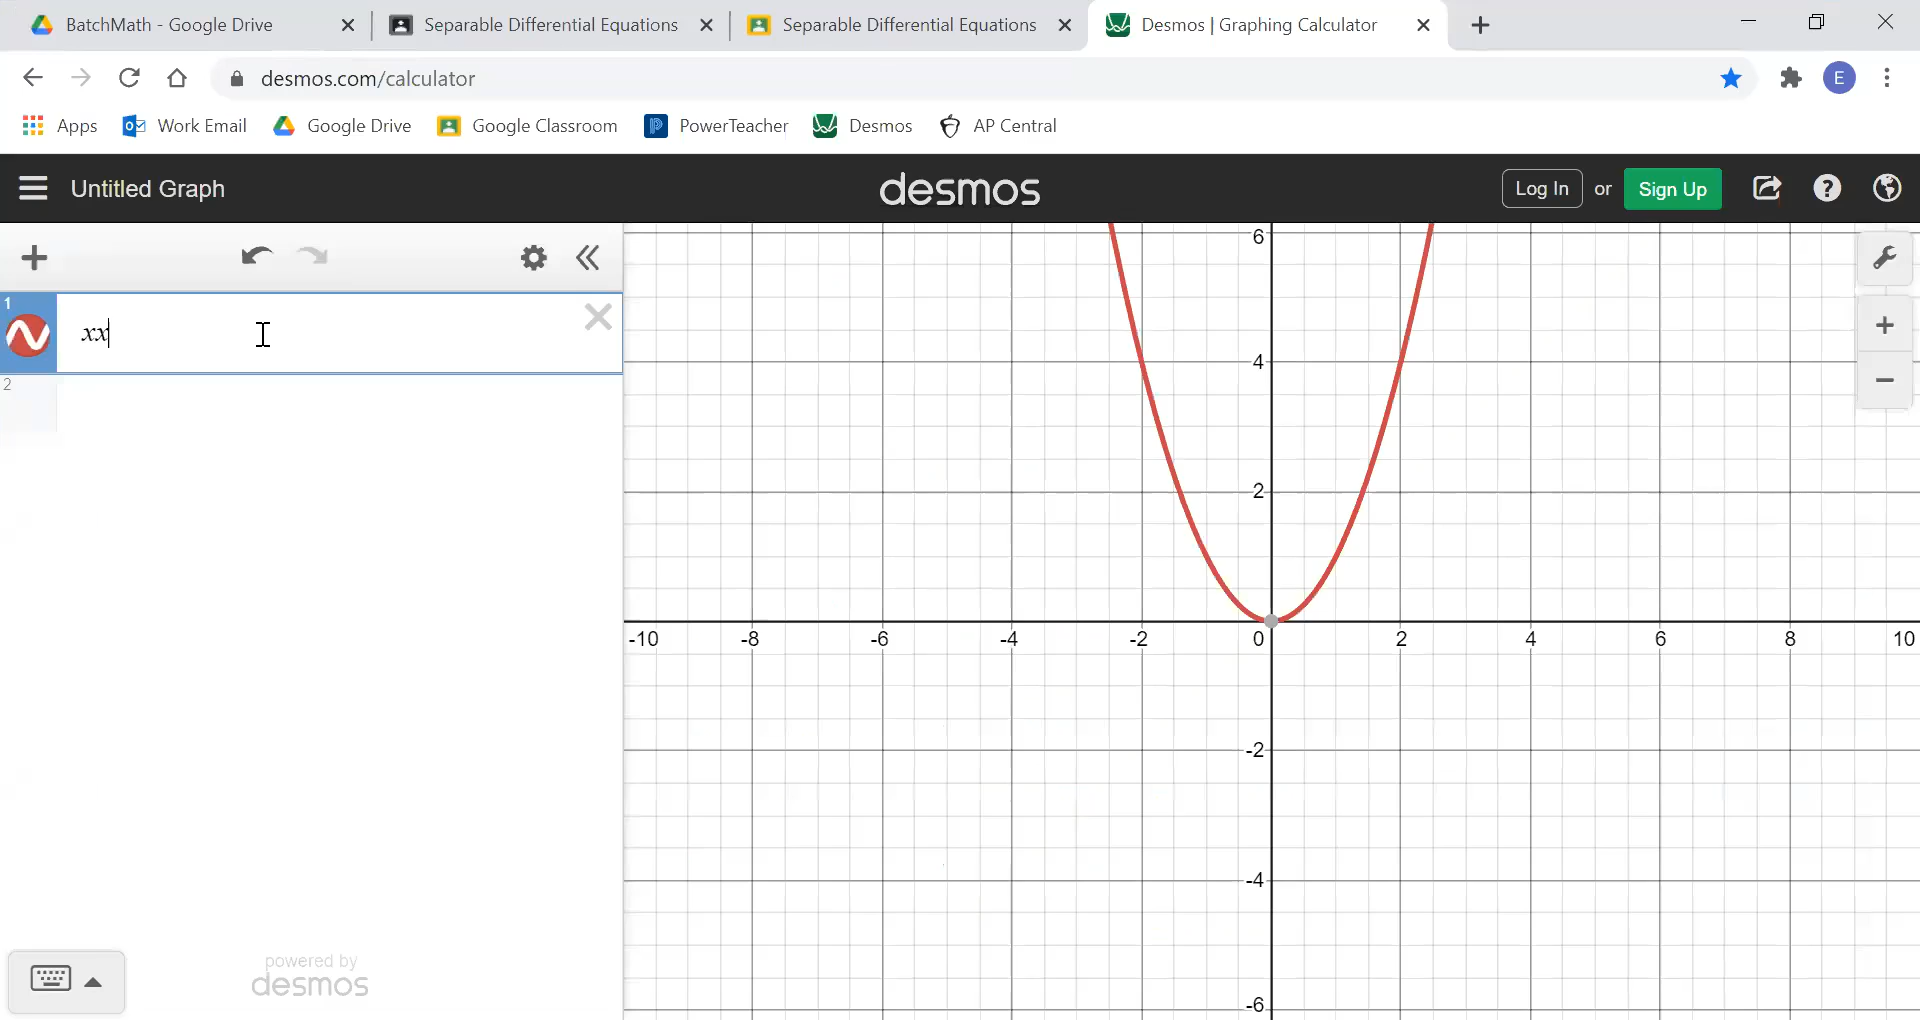 BatchMath - Google Drive Separable Differential Equations Separable Differential Equations Desmos | Graphing Calculator
desmos.com/calculator E
Apps Work Email Google Drive Google Classroom PowerTeacher Desmos AP Central
Untitled Graph desmos Log In or Sign Up
1
xx
2
6
4
2
-10 -8 -6 -4 -2 0 2 4 6 8 10
-2
-4
-6
powered by
desmos